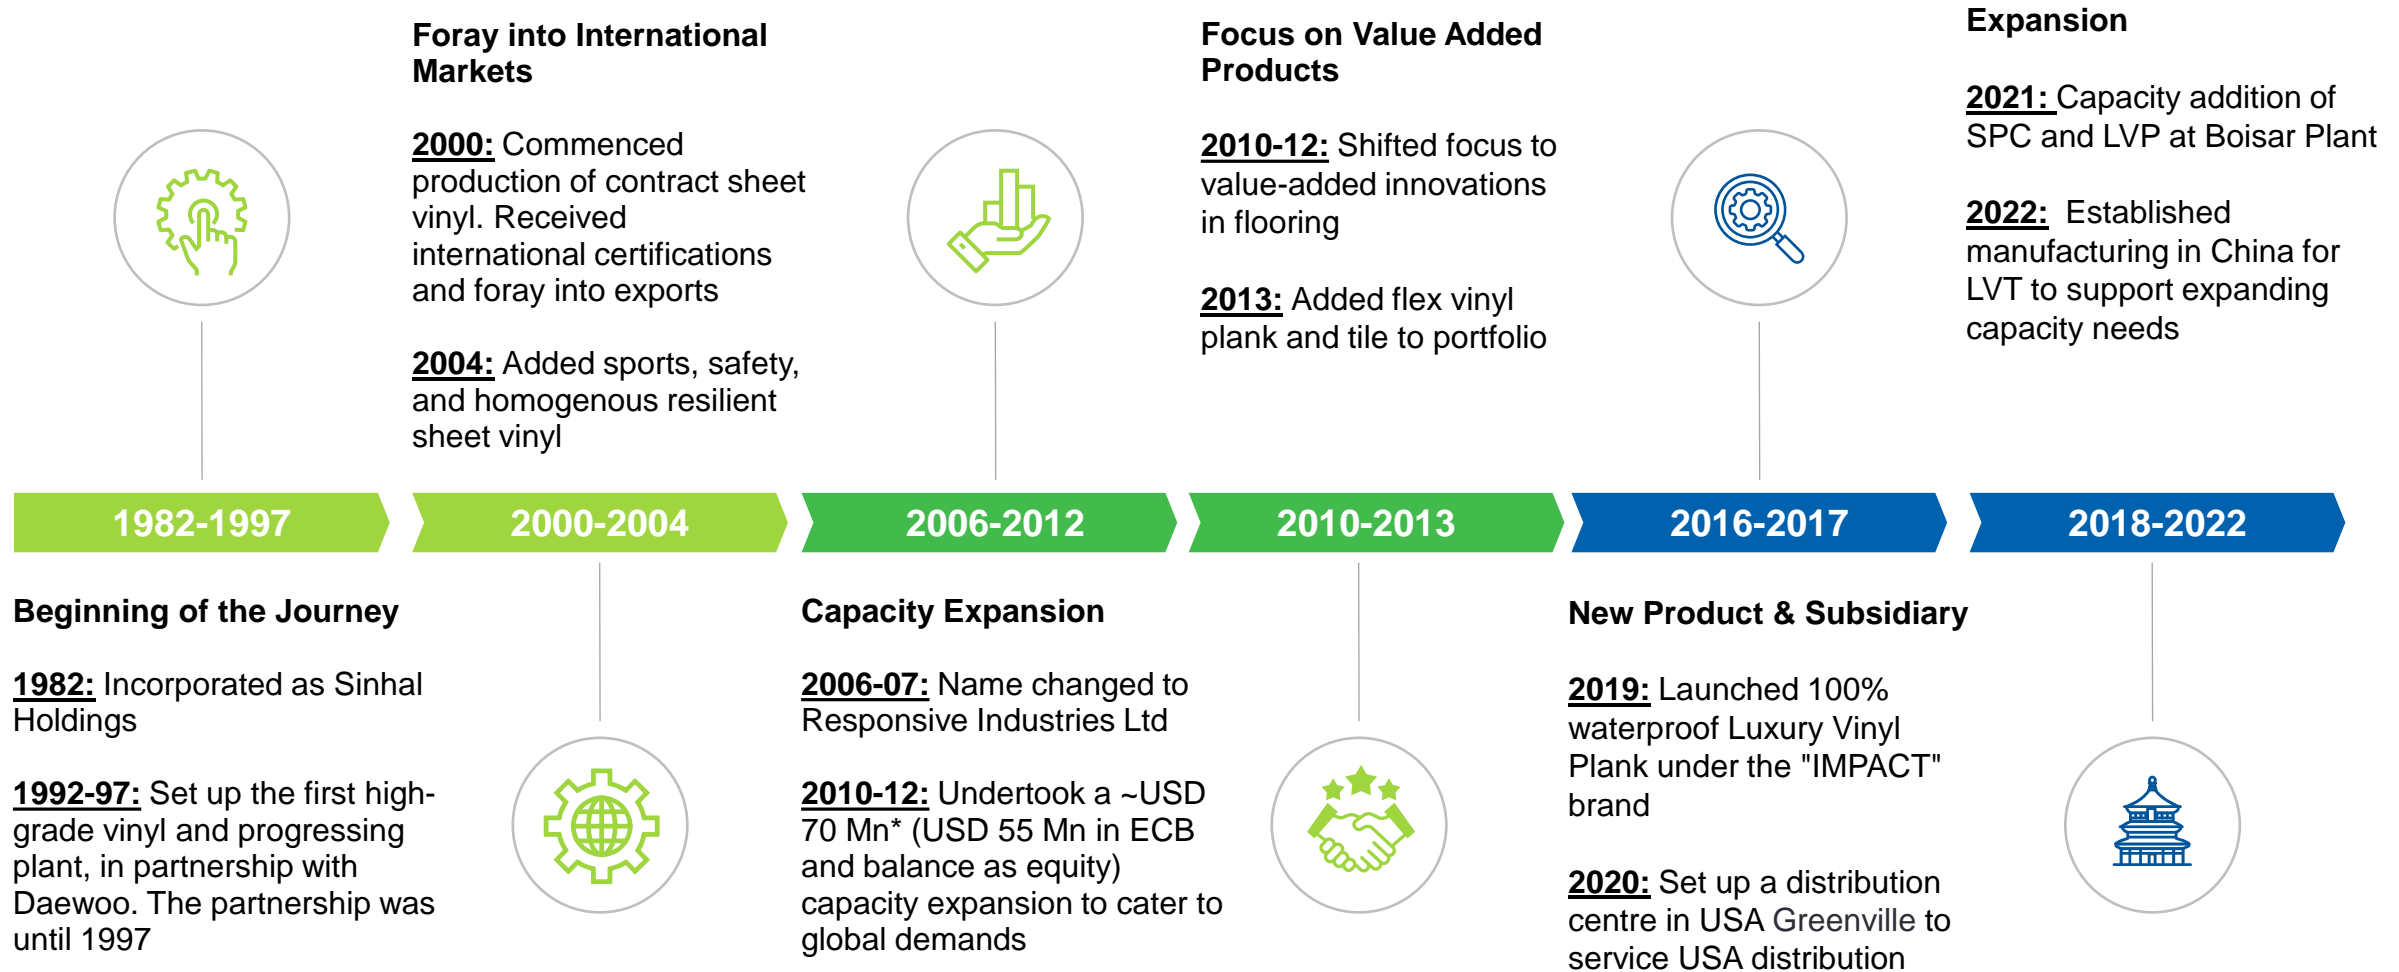 Foray into International
Markets
2000: Commenced
production of contract sheet
vinyl. Received
international certifications
and foray into exports
2004: Added sports, safety,
and homogenous resilient
sheet vinyl
Focus on Value Added
Products
2010-12: Shifted focus to
value-added innovations
in flooring
2013: Added flex vinyl
plank and tile to portfolio
Expansion
2021: Capacity addition of
SPC and LVP at Boisar Plant
2022: Established
manufacturing in China for
LVT to support expanding
capacity needs
1982-1997
2000-2004
2006-2012
2010-2013
2016-2017
2018-2022
Beginning of the Journey
1982: Incorporated as Sinhal
Holdings
1992-97: Set up the first high-
grade vinyl and progressing
plant, in partnership with
Daewoo. The partnership was
until 1997
Capacity Expansion
2006-07: Name changed to
Responsive Industries Ltd
2010-12: Undertook a ~USD
70 Mn* (USD 55 Mn in ECB
and balance as equity)
capacity expansion to cater to
global demands
New Product & Subsidiary
2019: Launched 100%
waterproof Luxury Vinyl
Plank under the "IMPACT"
brand
2020: Set up a distribution
centre in USA Greenville to
service USA distribution